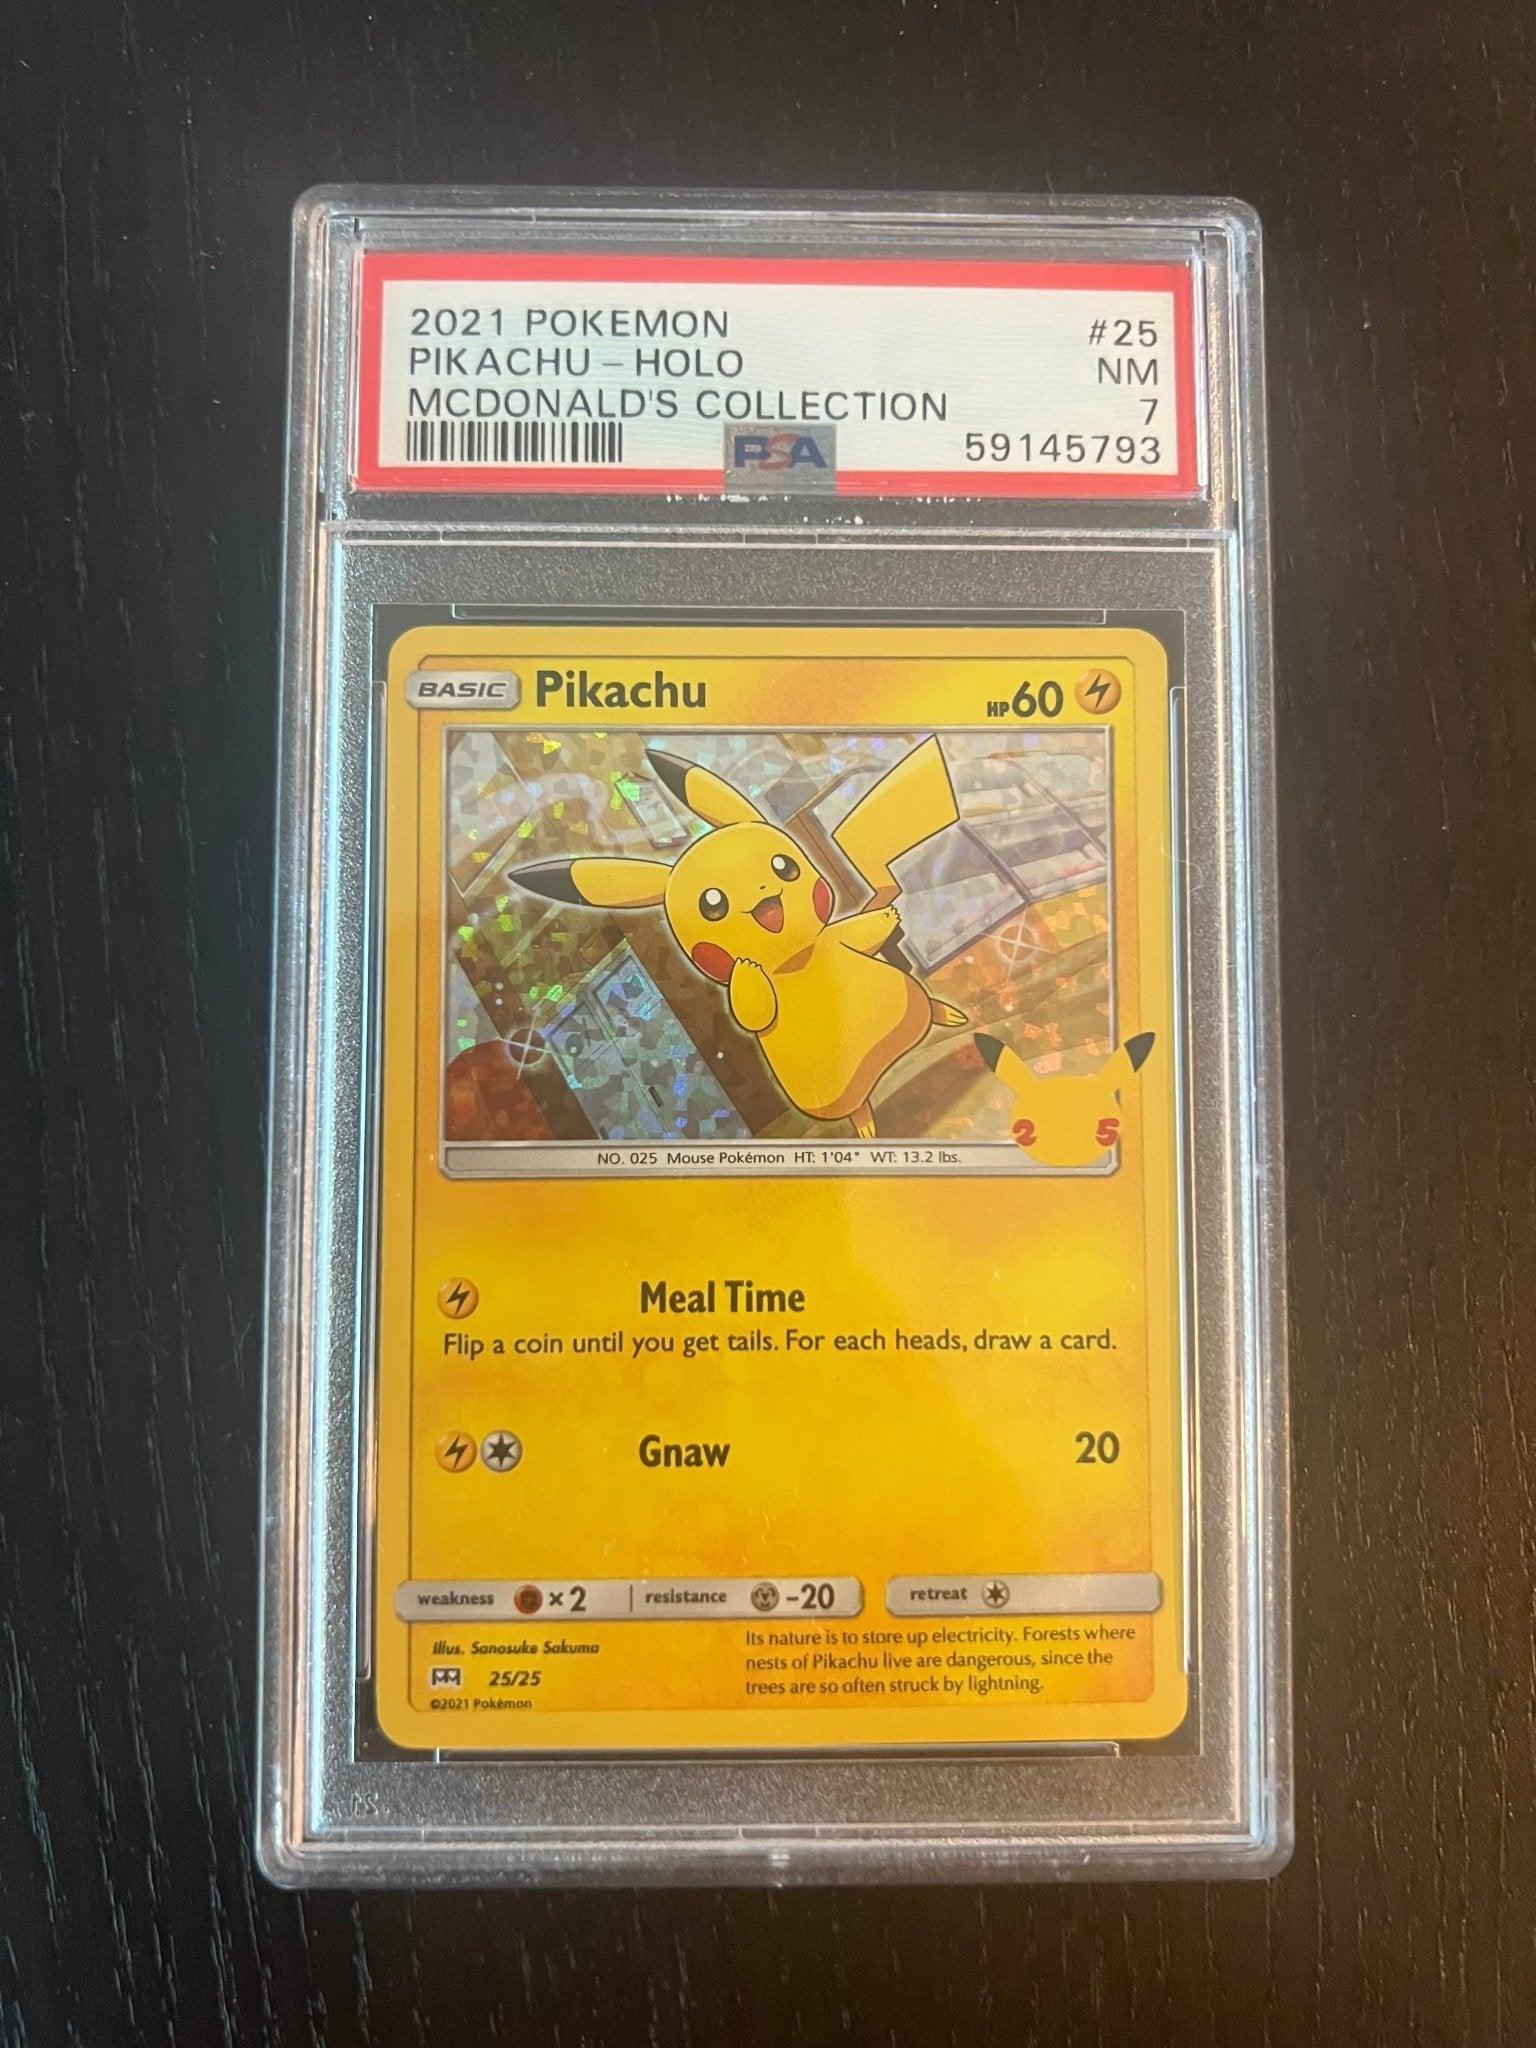 2021 POKEMON #25
PIKACHU – HOLO NM
MCDONALD'S COLLECTION 7
PSA 59145793
BASIC Pikachu HP60
25
NO. 025 Mouse Pokémon HT: 1'04" WT: 13.2 lbs.
Meal Time
Flip a coin until you get tails. For each heads, draw a card.
Gnaw 20
weakness ×2 resistance -20 retreat
Illus. Sanosuke Sakuma
25/25
©2021 Pokémon
Its nature is to store up electricity. Forests where
nests of Pikachu live are dangerous, since the
trees are so often struck by lightning.